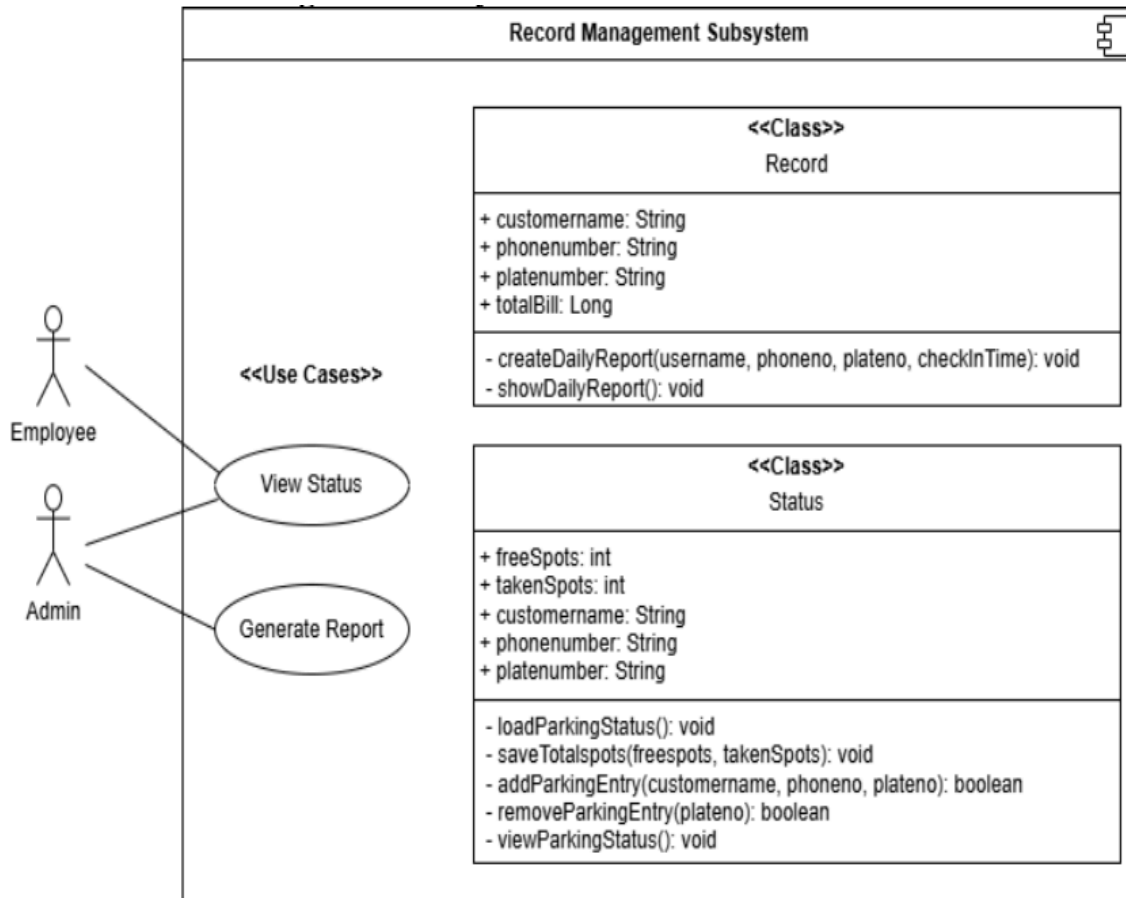 Record Management Subsystem
<<Class>>
Record
+ customername: String
+ phonenumber: String
+ platenumber: String
+ totalBill: Long
- createDailyReport(username, phoneno, plateno, checkInTime): void
- showDailyReport(): void
Employee
Admin
<<Use Cases>>
View Status
Generate Report
<<Class>>
Status
+ freeSpots: int
+ takenSpots: int
+ customername: String
+ phonenumber: String
+ platenumber: String
- loadParkingStatus(): void
- saveTotalspots(freespots, takenSpots): void
- addParkingEntry(customername, phoneno, plateno): boolean
- removeParkingEntry(plateno): boolean
- viewParkingStatus(): void